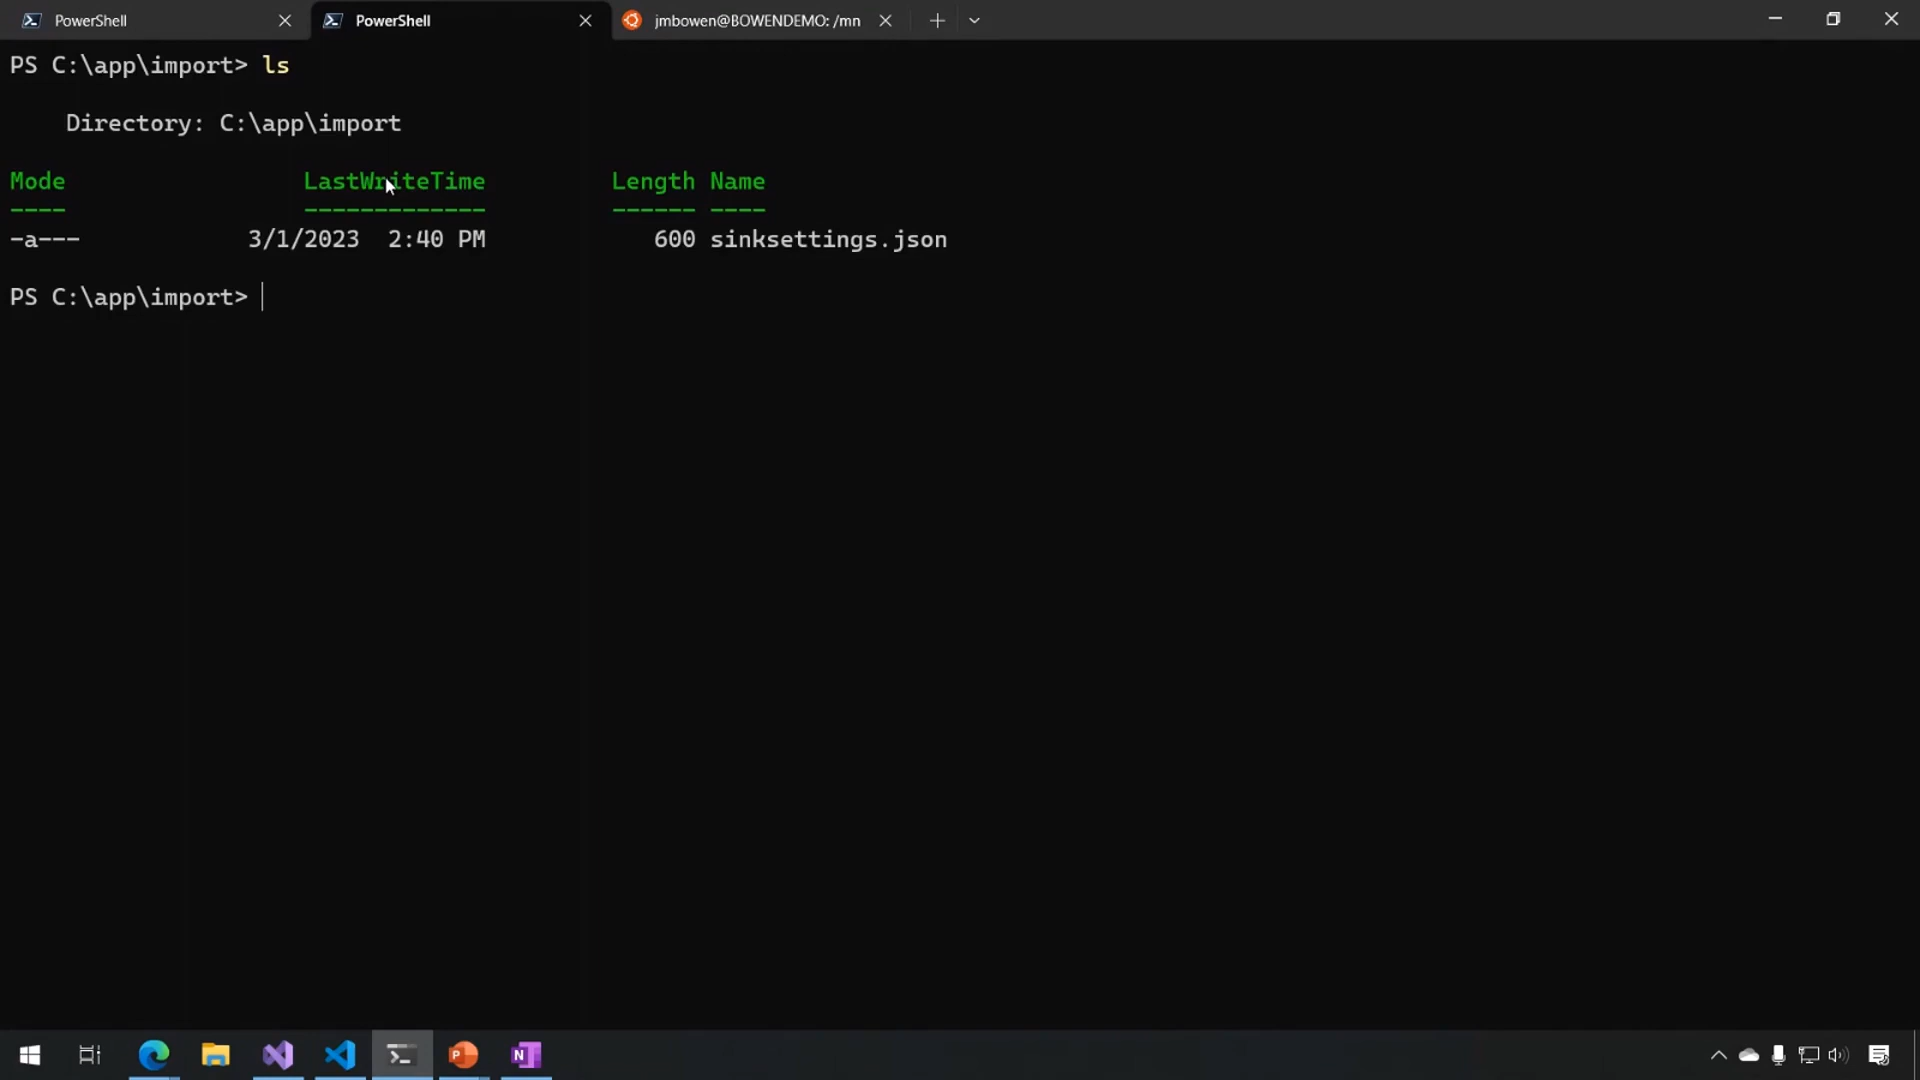 PowerShell
PowerShell
jmbowen@BOWENDEMO: /mn
PS C:\app\import> ls
Directory: C:\app\import
Mode LastWriteTime Length Name
---- ------------- ------ ----
-a--- 3/1/2023 2:40 PM 600 sinksettings.json
PS C:\app\import>